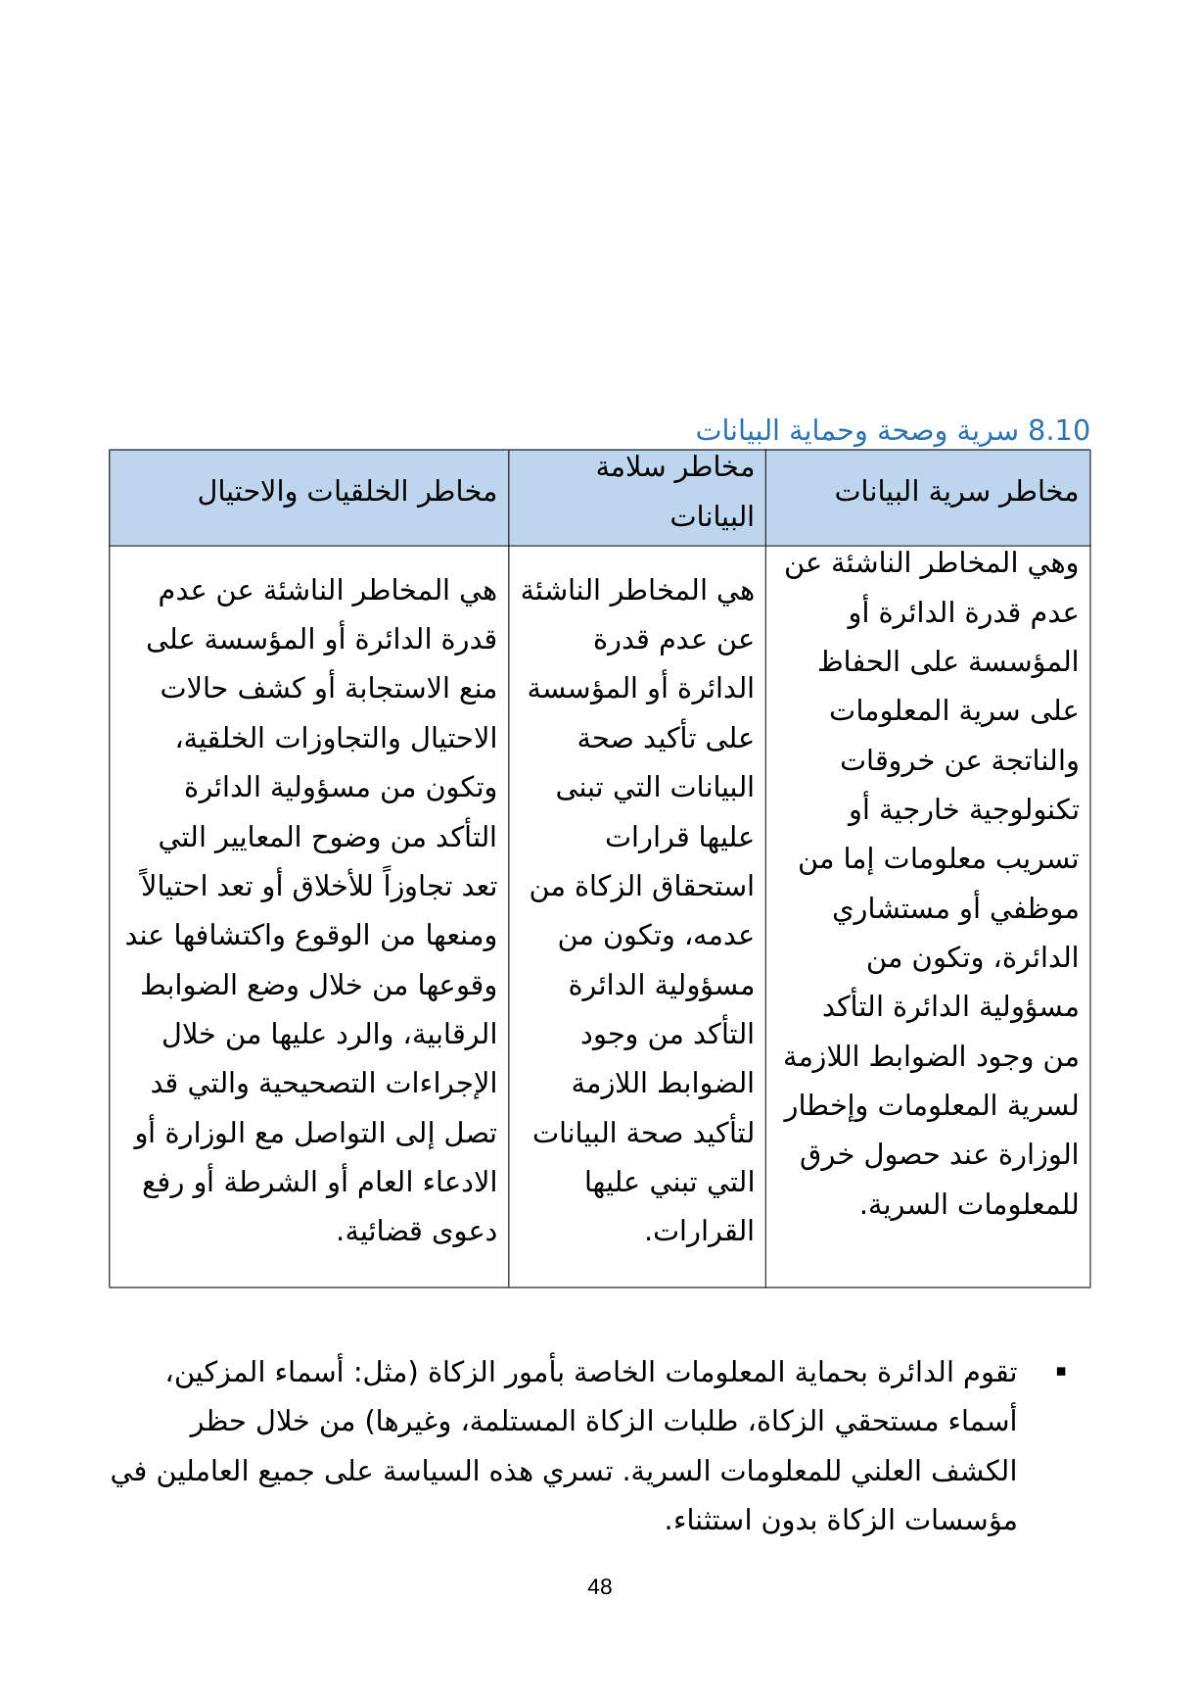 8.10 سرية وصحة وحماية البيانات
مخاطر سرية البيانات
مخاطر سلامة
البيانات
مخاطر الخلقيات والاحتيال
وهي المخاطر الناشئة عن
عدم قدرة الدائرة أو
المؤسسة على الحفاظ
على سرية المعلومات
والناتجة عن خروقات
تكنولوجية خارجية أو
تسريب معلومات إما من
موظفي أو مستشاري
الدائرة، وتكون من
مسؤولية الدائرة التأكد
من وجود الضوابط اللازمة
لسرية المعلومات وإخطار
الوزارة عند حصول خرق
للمعلومات السرية.
هي المخاطر الناشئة
عن عدم قدرة
الدائرة أو المؤسسة
على تأكيد صحة
البيانات التي تبنى
عليها قرارات
استحقاق الزكاة من
عدمه، وتكون من
مسؤولية الدائرة
التأكد من وجود
الضوابط اللازمة
لتأكيد صحة البيانات
التي تبني عليها
القرارات.
هي المخاطر الناشئة عن عدم
قدرة الدائرة أو المؤسسة على
منع الاستجابة أو كشف حالات
الاحتيال والتجاوزات الخلقية،
وتكون من مسؤولية الدائرة
التأكد من وضوح المعايير التي
تعد تجاوزاً للأخلاق أو تعد احتيالاً
ومنعها من الوقوع واكتشافها عند
وقوعها من خلال وضع الضوابط
الرقابية، والرد عليها من خلال
الإجراءات التصحيحية والتي قد
تصل إلى التواصل مع الوزارة أو
الادعاء العام أو الشرطة أو رفع
دعوى قضائية.
▪ تقوم الدائرة بحماية المعلومات الخاصة بأمور الزكاة (مثل: أسماء المزكين،
أسماء مستحقي الزكاة، طلبات الزكاة المستلمة، وغيرها) من خلال حظر
الكشف العلني للمعلومات السرية. تسري هذه السياسة على جميع العاملين في
مؤسسات الزكاة بدون استثناء.
48